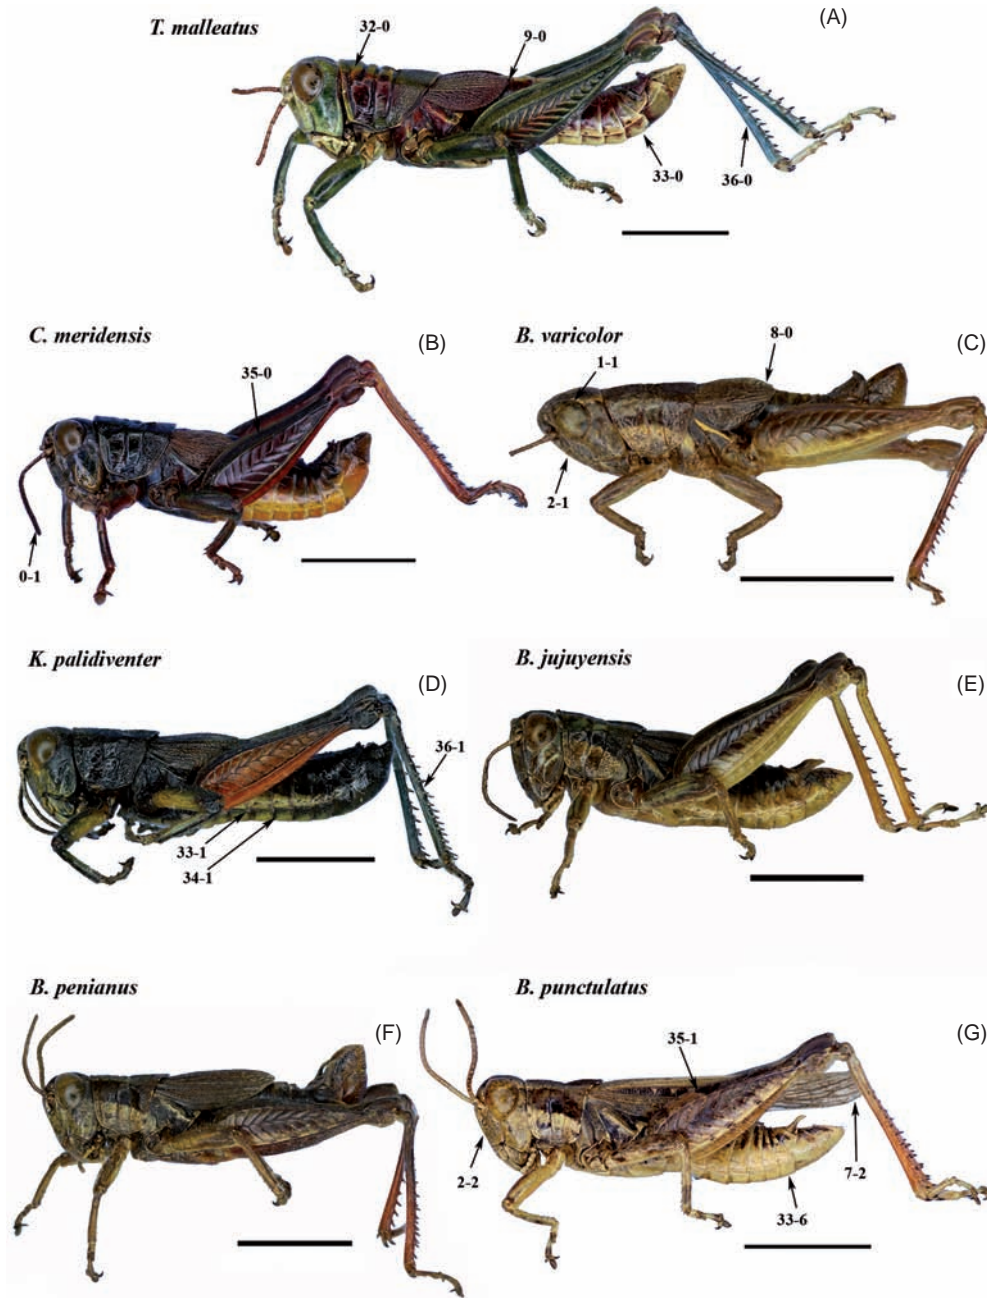 (A)
T. malleatus
32-0
9-0
33-0
36-0
C. meridensis
(B)
35-0
0-1
B. varicolor
8-0
(C)
1-1
2-1
K. palidiventer
(D)
36-1
33-1
34-1
B. jujuyensis
(E)
B. penianus
(F)
B. punctulatus
(G)
35-1
2-2
7-2
33-6